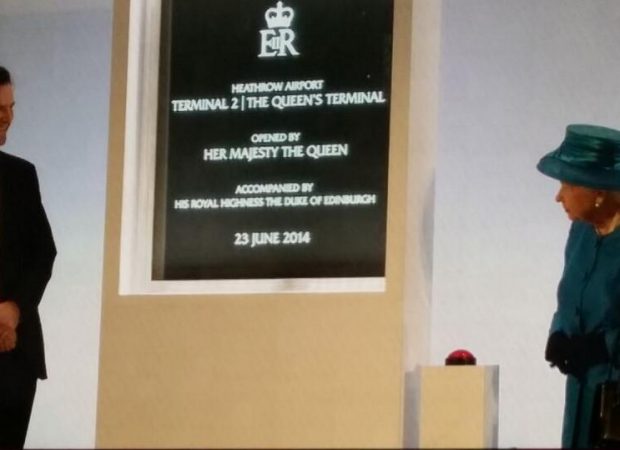 EIIR
HEATHROW AIRPORT
TERMINAL 2 | THE QUEEN'S TERMINAL
OPENED BY
HER MAJESTY THE QUEEN
ACCOMPANIED BY
HIS ROYAL HIGHNESS THE DUKE OF EDINBURGH
23 JUNE 2014